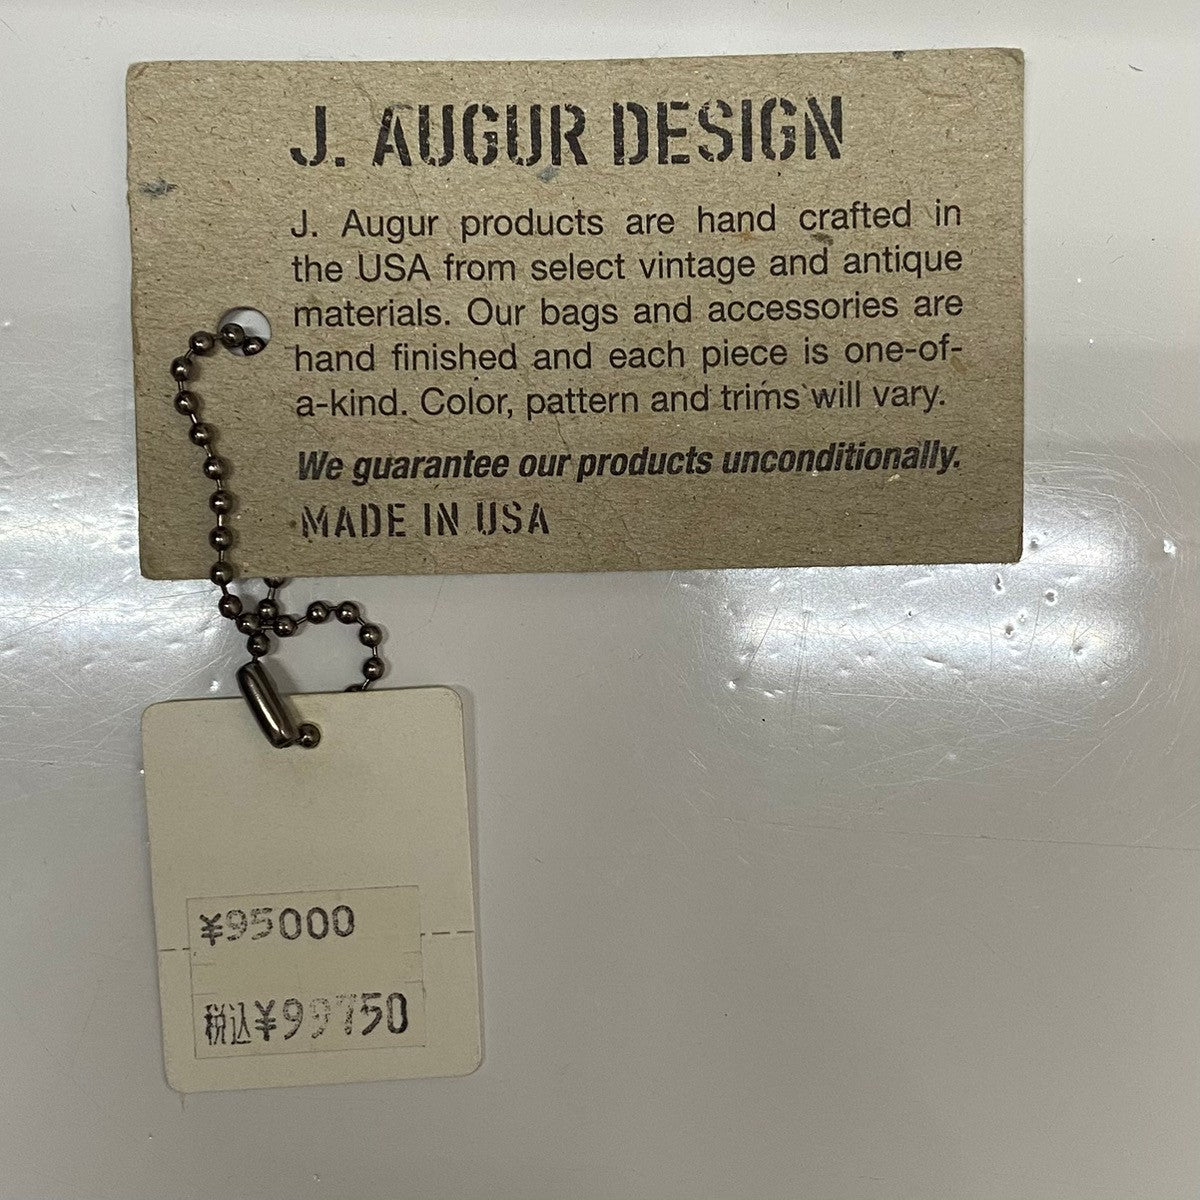 J. AUGUR DESIGN
J. Augur products are hand crafted in
the USA from select vintage and antique
materials. Our bags and accessories are
hand finished and each piece is one-of-
a-kind. Color, pattern and trims will vary.
We guarantee our products unconditionally.
MADE IN USA
¥95000
税込¥99750